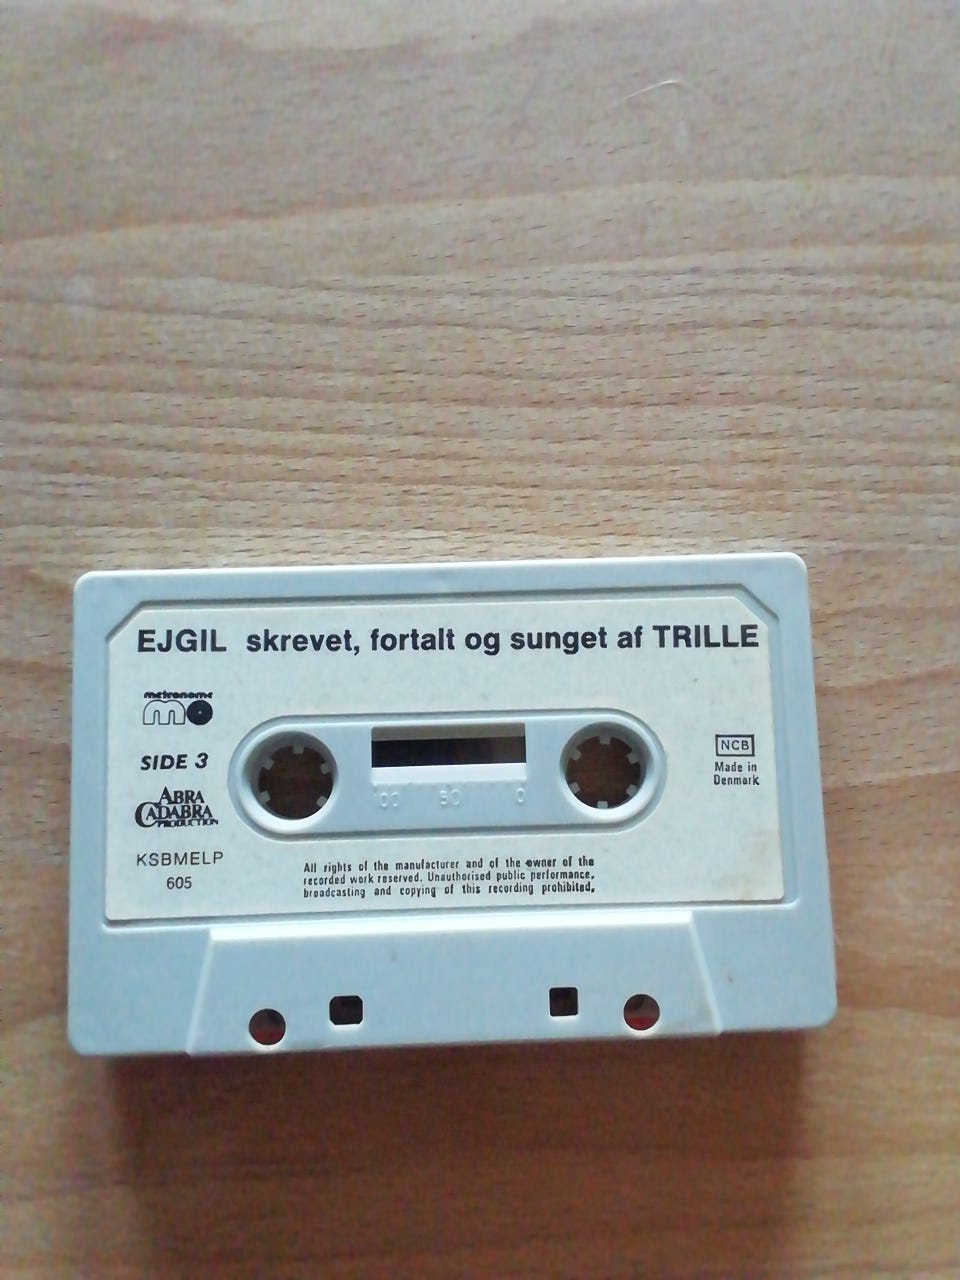 EJGIL skrevet, fortalt og sunget af TRILLE
metronome
mo
SIDE 3
ABRA
CADABRA
PRODUCTION
KSBMELP
605
100 50 0
NCB
Made in
Denmark
All rights of the manufacturer and of the owner of the
recorded work reserved. Unauthorised public performance,
broadcasting and copying of this recording prohibited.